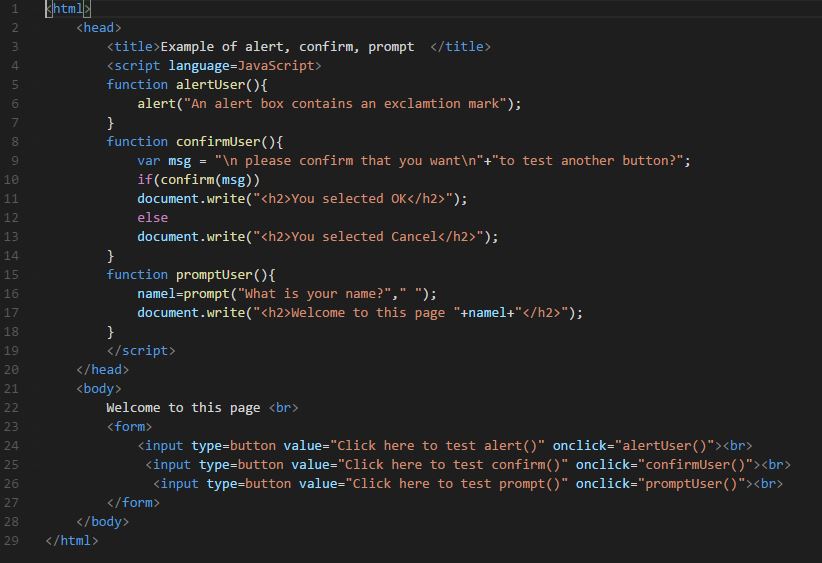 1 <html>
2 <head>
3 <title>Example of alert, confirm, prompt </title>
4 <script language=JavaScript>
5 function alertUser(){
6 alert("An alert box contains an exclamtion mark");
7 }
8 function confirmUser(){
9 var msg = "\n please confirm that you want\n"+"to test another button?";
10 if(confirm(msg))
11 document.write("<h2>You selected OK</h2>");
12 else
13 document.write("<h2>You selected Cancel</h2>");
14 }
15 function promptUser(){
16 namel=prompt("What is your name?"," ");
17 document.write("<h2>Welcome to this page "+namel+"</h2>");
18 }
19 </script>
20 </head>
21 <body>
22 Welcome to this page <br>
23 <form>
24 <input type=button value="Click here to test alert()" onclick="alertUser()"><br>
25 <input type=button value="Click here to test confirm()" onclick="confirmUser()"><br>
26 <input type=button value="Click here to test prompt()" onclick="promptUser()"><br>
27 </form>
28 </body>
29 </html>